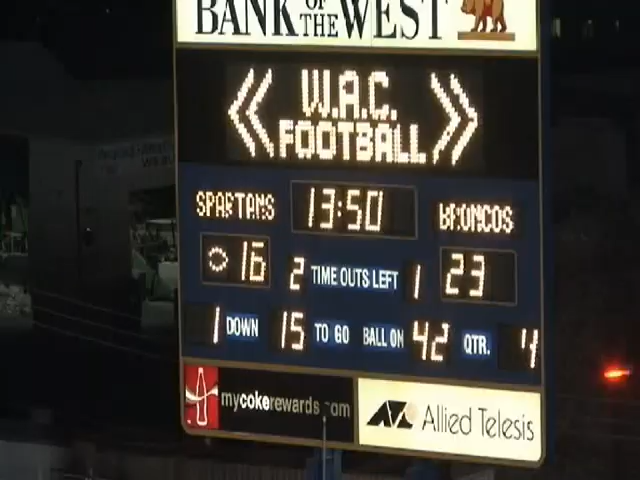 BANK OF THE WEST
W.A.C.
FOOTBALL
SPARTANS 13:50 BRONCOS
16 2 TIME OUTS LEFT 1 23
1 DOWN 15 TO GO BALL ON 42 QTR. 4
mycokerewards.com Allied Telesis